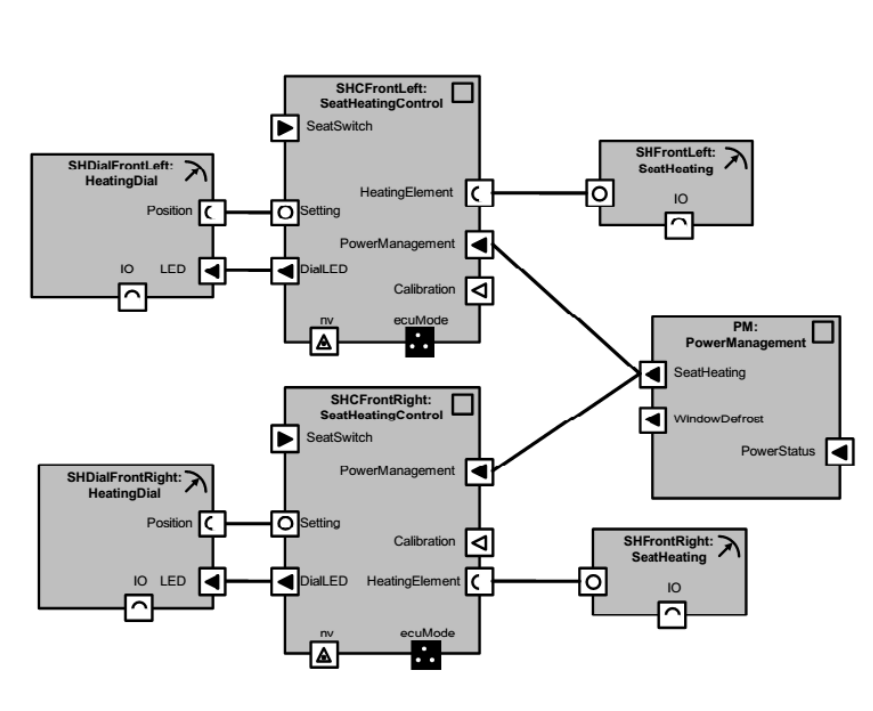 SHCFrontLeft:
SeatHeatingControl
SeatSwitch
HeatingElement
Setting
PowerManagement
DialLED
Calibration
nv
ecuMode
SHDialFrontLeft:
HeatingDial
Position
IO LED
SHFrontLeft:
SeatHeating
IO
PM:
PowerManagement
SeatHeating
WindowDefrost
PowerStatus
SHCFrontRight:
SeatHeatingControl
SeatSwitch
PowerManagement
Setting
Calibration
DialLED HeatingElement
nv
ecuMode
SHDialFrontRight:
HeatingDial
Position
IO LED
SHFrontRight:
SeatHeating
IO